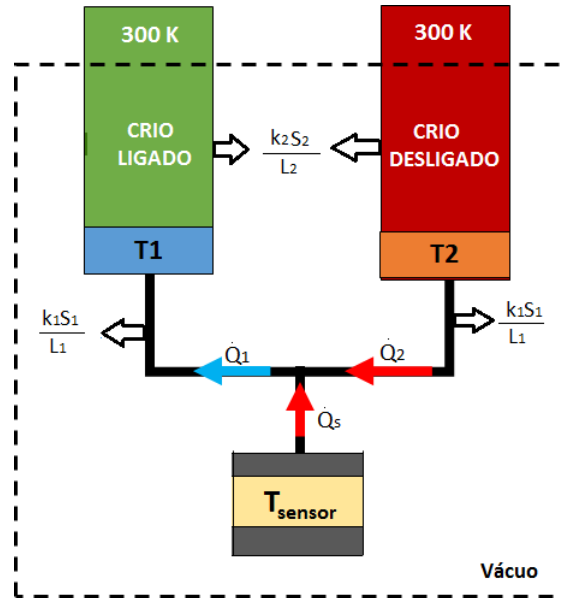 300 K
300 K
CRIO
LIGADO
k₂S₂
L₂
CRIO
DESLIGADO
T1
T2
k₁S₁
L₁
k₁S₁
L₁
Q̇₁
Q̇₂
Q̇s
Tsensor
Vácuo